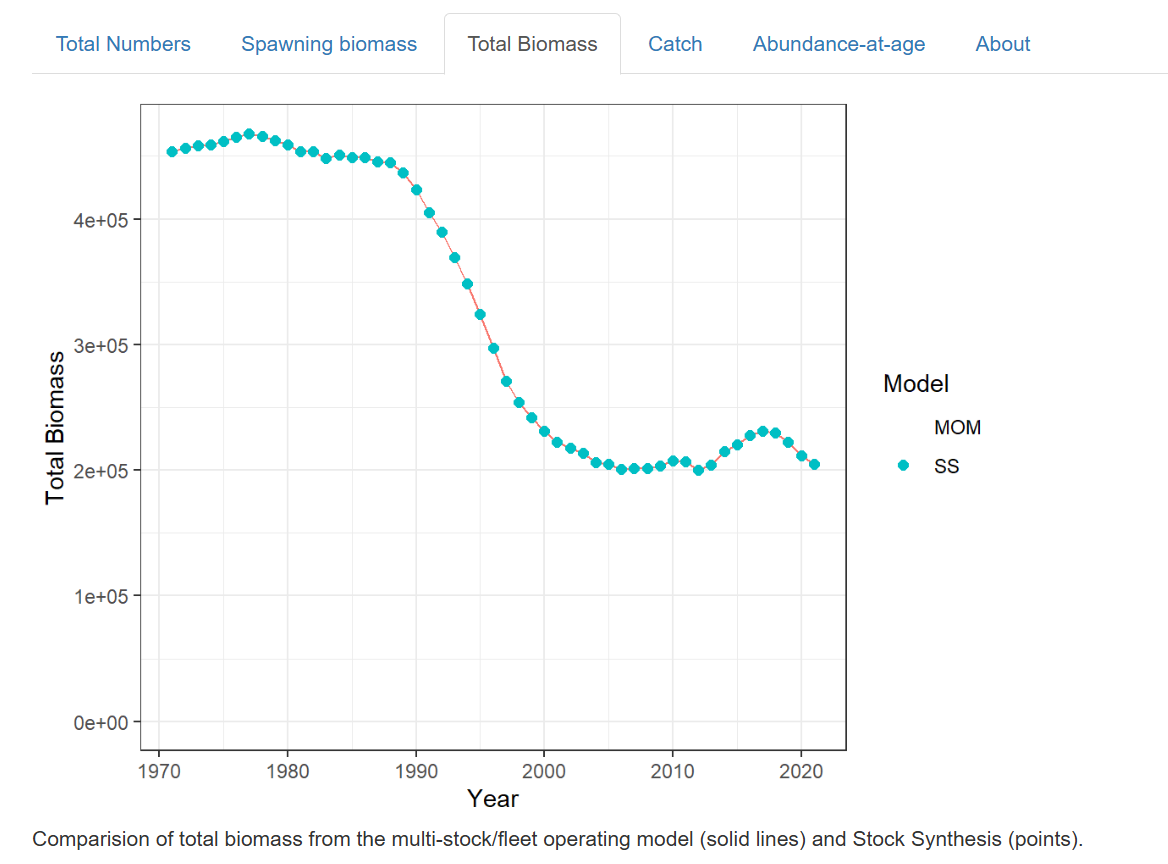 Total Numbers Spawning biomass Total Biomass Catch Abundance-at-age About
Total Biomass
4e+05
3e+05
2e+05
1e+05
0e+00
1970 1980 1990 2000 2010 2020
Year
Model
MOM
SS
Comparision of total biomass from the multi-stock/fleet operating model (solid lines) and Stock Synthesis (points).